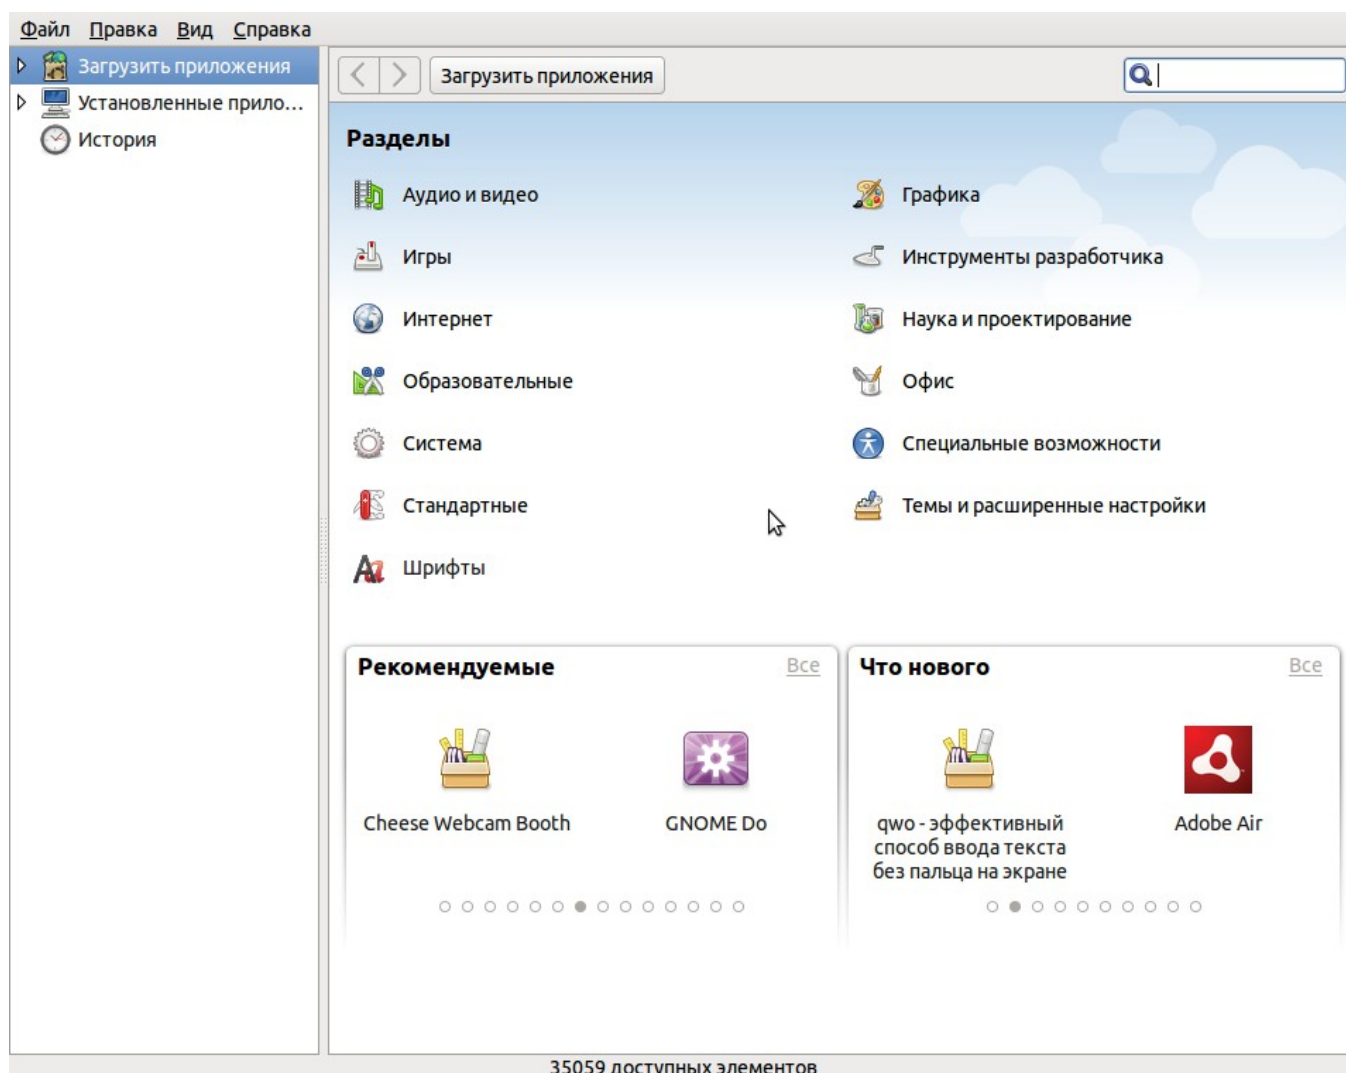 Файл Правка Вид Справка
Загрузить приложения
Установленные прило...
История
Загрузить приложения
Разделы
Аудио и видео
Графика
Игры
Инструменты разработчика
Интернет
Наука и проектирование
Образовательные
Офис
Система
Специальные возможности
Стандартные
Темы и расширенные настройки
Шрифты
Рекомендуемые
Все
Cheese Webcam Booth
GNOME Do
Что нового
Все
qwo - эффективный
способ ввода текста
без пальца на экране
Adobe Air
35059 доступных элементов